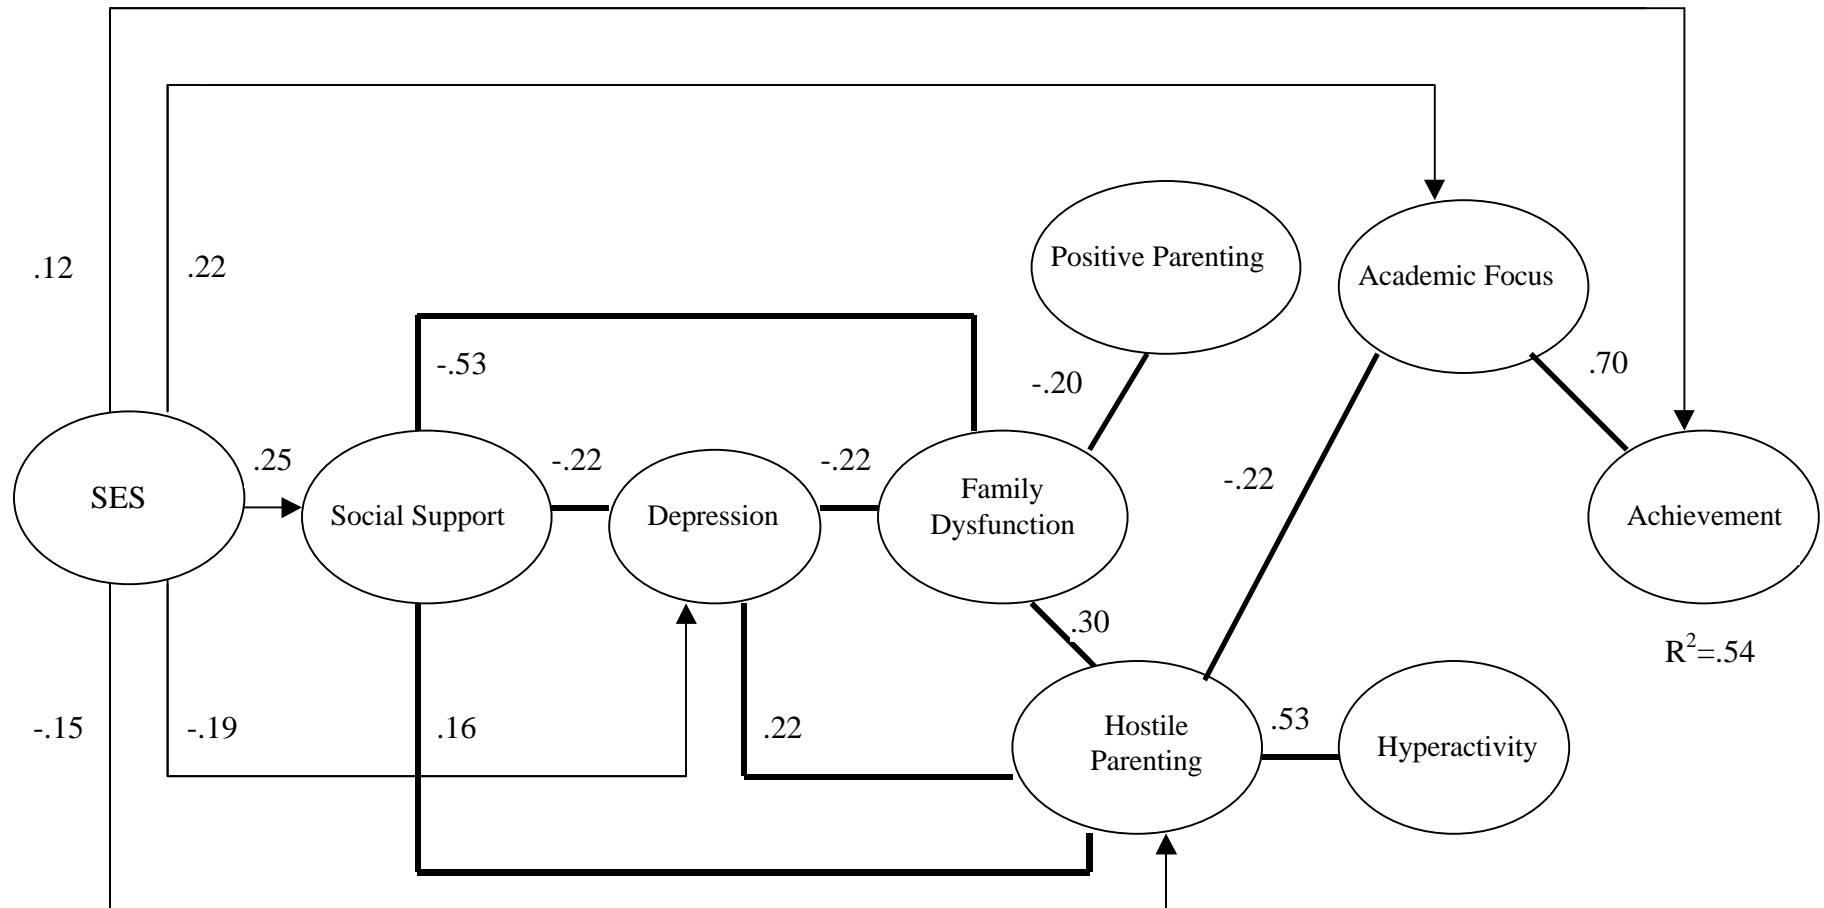 Positive Parenting
Academic Focus
.12
.22
-.53
-.20
.70
SES
.25
Social Support
-.22
Depression
-.22
Family
Dysfunction
-.22
Achievement
.30
R²=.54
-.15
-.19
.16
.22
Hostile
Parenting
.53
Hyperactivity